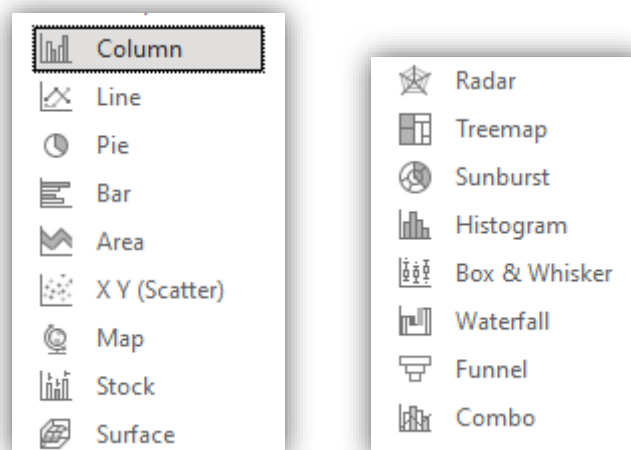 Column
Line
Pie
Bar
Area
X Y (Scatter)
Map
Stock
Surface
Radar
Treemap
Sunburst
Histogram
Box & Whisker
Waterfall
Funnel
Combo